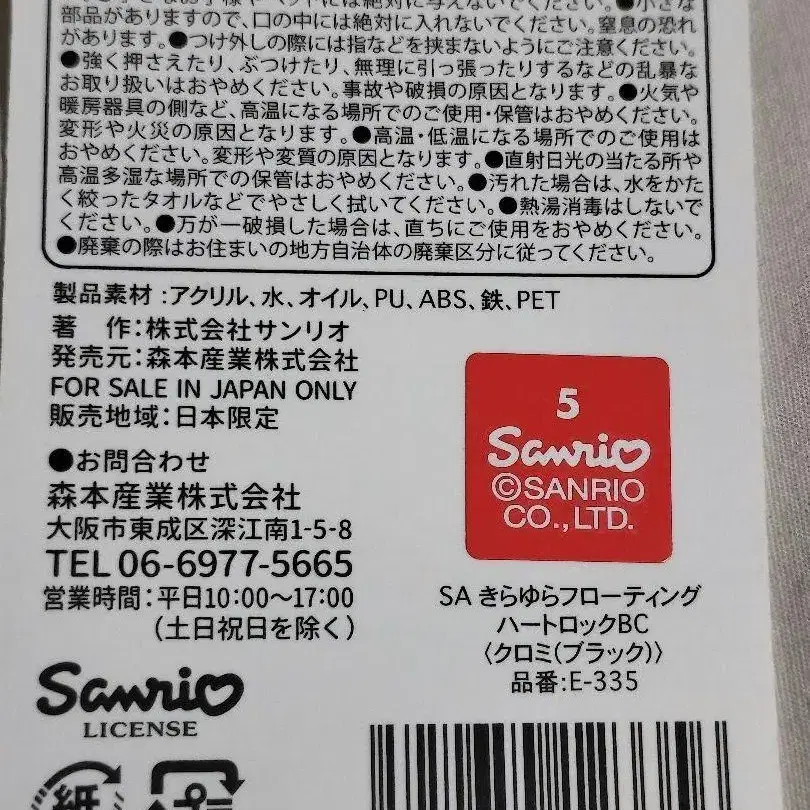 部品がありますので、口の中には絶対に入れないでください。窒息の恐れ
があります。●つけ外しの際には指などを挟まないようにご注意ください。
●強く押さえたり、ぶつけたり、無理に引っ張ったりするなどの乱暴な
お取り扱いはおやめください。事故や破損の原因となります。●火気や
暖房器具の側など、高温になる場所でのご使用・保管はおやめください。
変形や火災の原因となります。●高温・低温になる場所でのご使用は
おやめください。変形や変質の原因となります。●直射日光の当たる所や
高温多湿な場所での保管はおやめください。●汚れた場合は、水をかた
く絞ったタオルなどでやさしく拭いてください。●熱湯消毒はしないで
ください。●万が一破損した場合は、直ちにご使用をおやめください。
●廃棄の際はお住まいの地方自治体の廃棄区分に従ってください。
製品素材:アクリル、水、オイル、PU、ABS、鉄、PET
著 作:株式会社サンリオ
発売元:森本産業株式会社
FOR SALE IN JAPAN ONLY
販売地域:日本限定
●お問合わせ
森本産業株式会社
大阪市東成区深江南1-5-8
TEL 06-6977-5665
営業時間:平日10:00~17:00
(土日祝日を除く)
Sanrio
LICENSE
紙
5
Sanrio
©SANRIO
CO.,LTD.
SA きらゆらフローティング
ハートロックBC
〈クロミ(ブラック)〉
品番:E-335